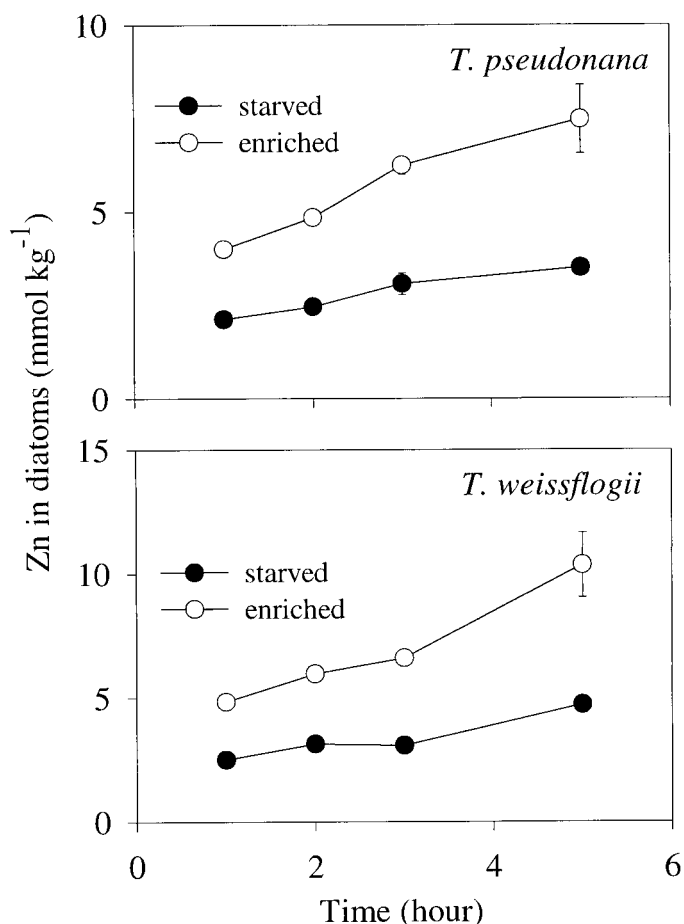 10
T. pseudonana
starved
enriched
5
0
Zn in diatoms (mmol kg⁻¹)
15
T. weissflogii
10
starved
enriched
5
0
0 2 4 6
Time (hour)